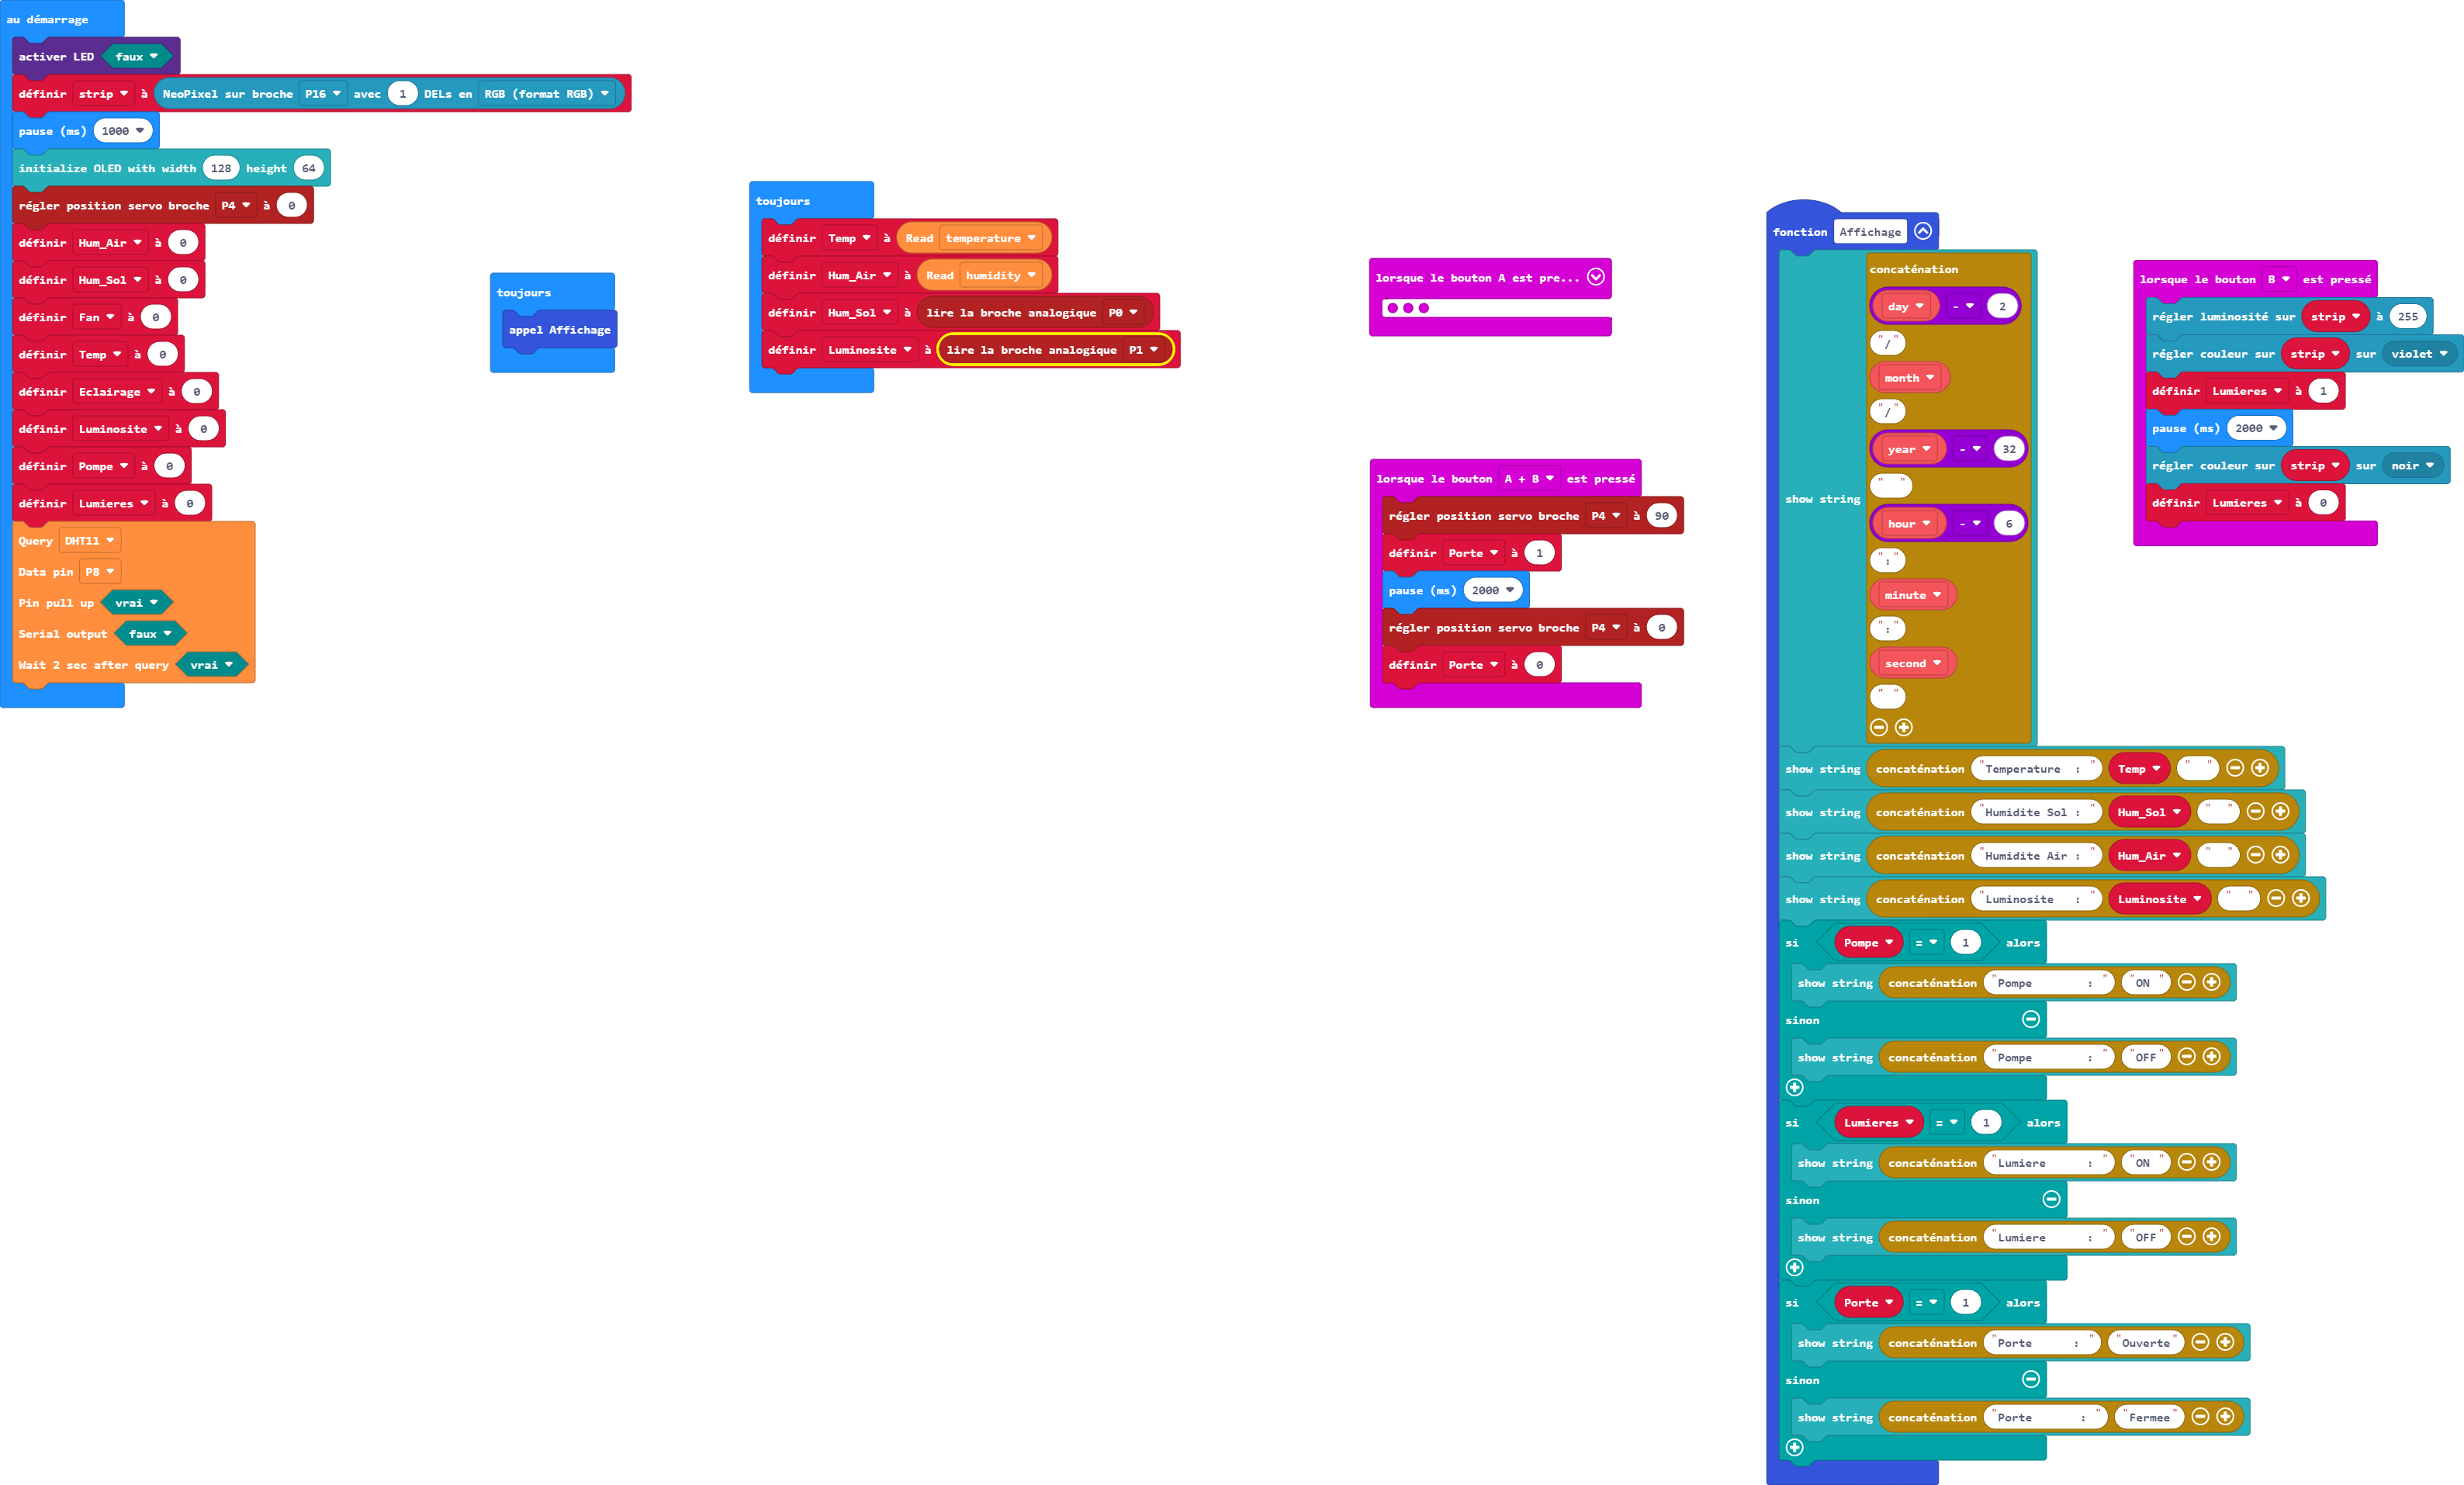 au démarrage
activer LED faux
définir strip à NeoPixel sur broche P16 avec 1 DELs en RGB (format RGB)
pause (ms) 1000
initialize OLED with width 128 height 64
régler position servo broche P4 à 0
définir Hum_Air à 0
définir Hum_Sol à 0
définir Fan à 0
définir Temp à 0
définir Eclairage à 0
définir Luminosite à 0
définir Pompe à 0
définir Lumieres à 0
Query DHT11
Data pin P8
Pin pull up vrai
Serial output faux
Wait 2 sec after query vrai
toujours
appel Affichage
toujours
définir Temp à Read temperature
définir Hum_Air à Read humidity
définir Hum_Sol à lire la broche analogique P0
définir Luminosite à lire la broche analogique P1
lorsque le bouton A est pre...
lorsque le bouton A + B est pressé
régler position servo broche P4 à 90
définir Porte à 1
pause (ms) 2000
régler position servo broche P4 à 0
définir Porte à 0
fonction Affichage
show string
concaténation
day - 2
"/"
month
"/"
year - 32
" "
hour - 6
":"
minute
":"
second
" "
show string concaténation "Temperature : " Temp " "
show string concaténation "Humidite Sol : " Hum_Sol " "
show string concaténation "Humidite Air : " Hum_Air " "
show string concaténation "Luminosite : " Luminosite " "
si Pompe = 1 alors
show string concaténation "Pompe : " "ON "
sinon
show string concaténation "Pompe : " "OFF"
si Lumieres = 1 alors
show string concaténation "Lumiere : " "ON "
sinon
show string concaténation "Lumiere : " "OFF"
si Porte = 1 alors
show string concaténation "Porte : " "Ouverte"
sinon
show string concaténation "Porte : " "Fermee"
lorsque le bouton B est pressé
régler luminosité sur strip à 255
régler couleur sur strip sur violet
définir Lumieres à 1
pause (ms) 2000
régler couleur sur strip sur noir
définir Lumieres à 0